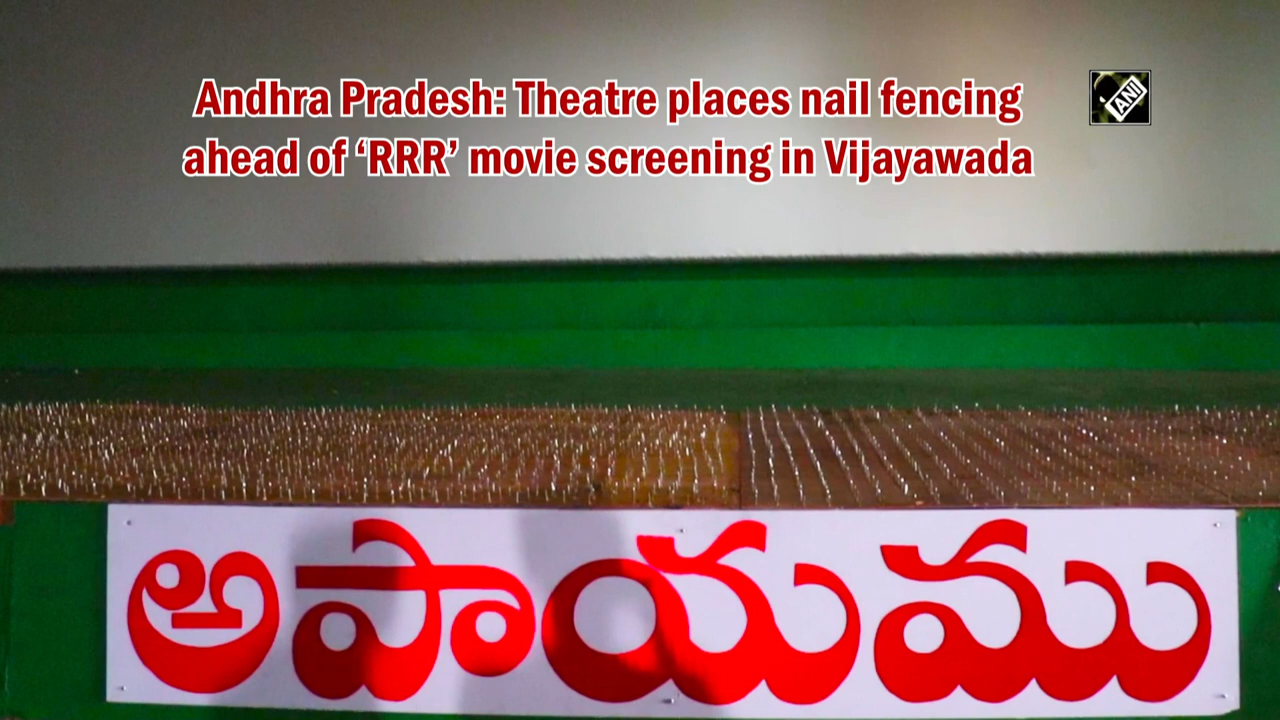 Andhra Pradesh: Theatre places nail fencing
ahead of ‘RRR’ movie screening in Vijayawada
ANI
అపాయము